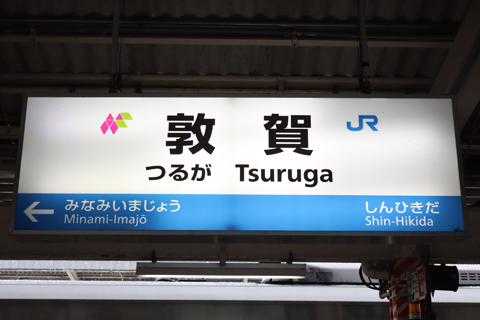 敦賀
JR
つるが Tsuruga
みなみいまじょう
Minami-Imajō
しんひきだ
Shin-Hikida